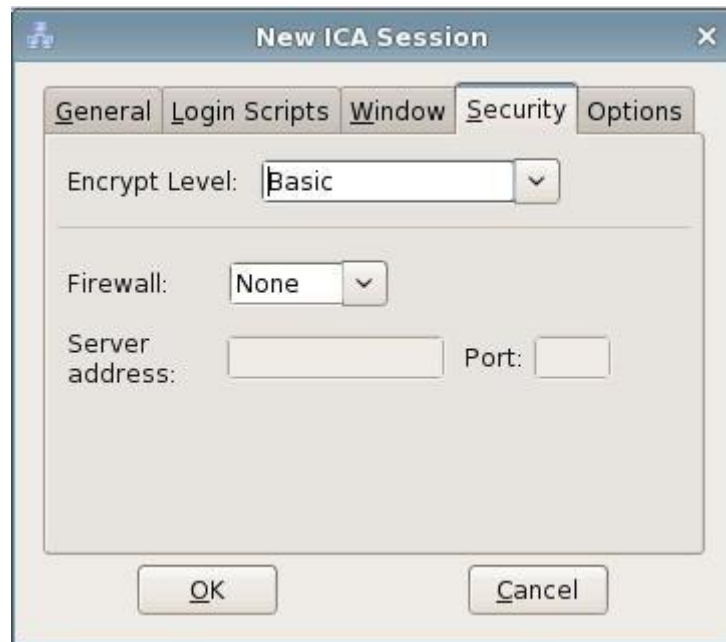 New ICA Session
General Login Scripts Window Security Options
Encrypt Level: Basic
Firewall: None
Server
address:
Port:
OK Cancel